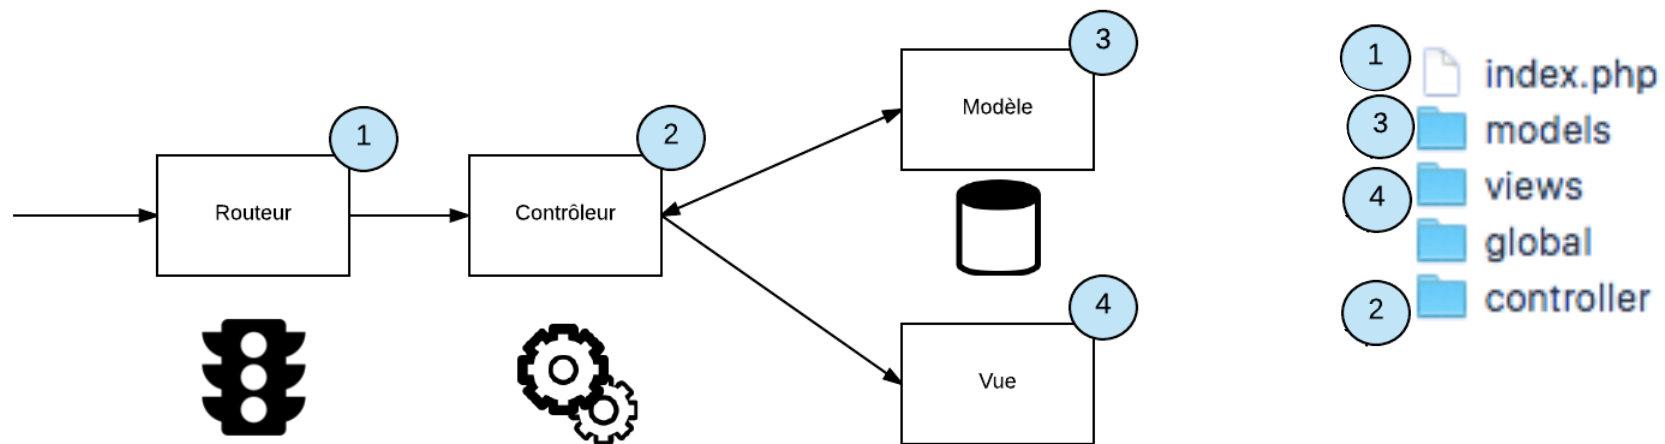 1
Routeur
2
Contrôleur
3
Modèle
4
Vue
1
index.php
3
models
4
views
global
2
controller